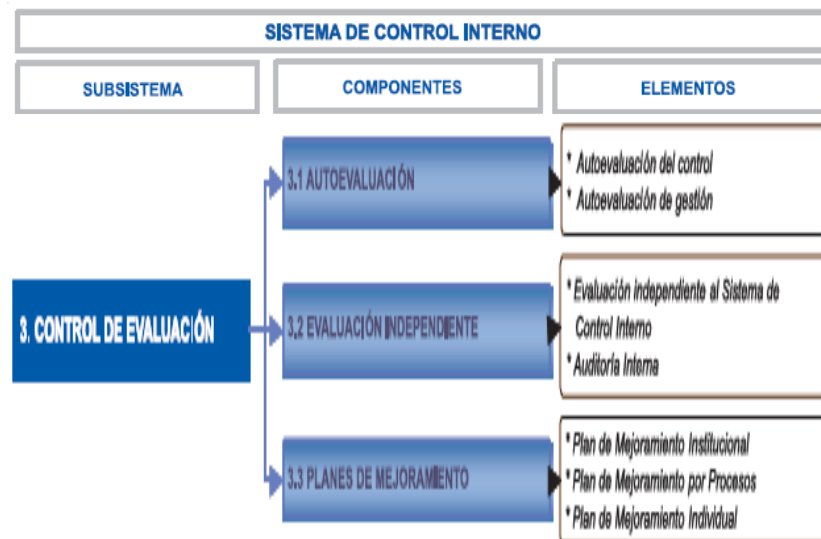 SISTEMA DE CONTROL INTERNO
SUBSISTEMA
COMPONENTES
ELEMENTOS
3. CONTROL DE EVALUACIÓN
3.1 AUTOEVALUACIÓN
* Autoevaluación del control
* Autoevaluación de gestión
3.2 EVALUACIÓN INDEPENDIENTE
* Evaluación Independiente al Sistema de
Control Interno
* Auditoría Interna
3.3 PLANES DE MEJORAMIENTO
* Plan de Mejoramiento Institucional
* Plan de Mejoramiento por Procesos
* Plan de Mejoramiento Individual